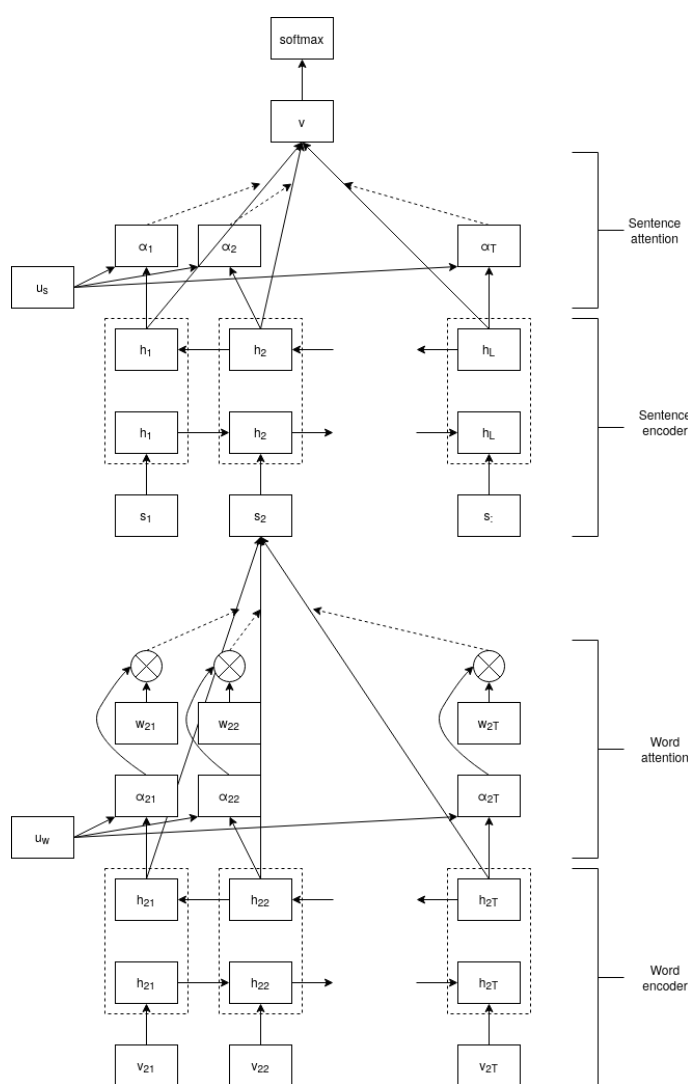 softmax
v
Sentence
attention
α1
α2
αT
us
h1
h2
hL
Sentence
encoder
h1
h2
hL
s1
s2
s:
w21
w22
w2T
Word
attention
α21
α22
α2T
uw
h21
h22
h2T
Word
encoder
h21
h22
h2T
v21
v22
v2T